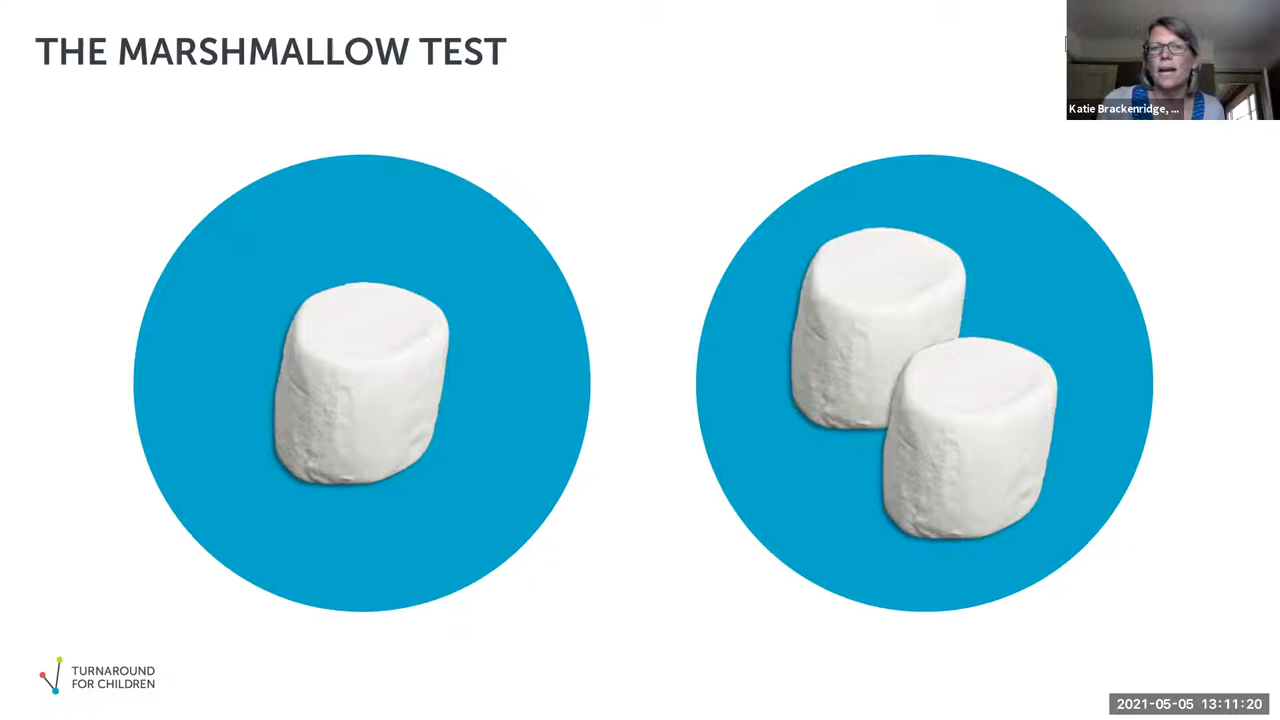 THE MARSHMALLOW TEST
Katie Brackenridge, ...
TURNAROUND
FOR CHILDREN
2021-05-05 13:11:20